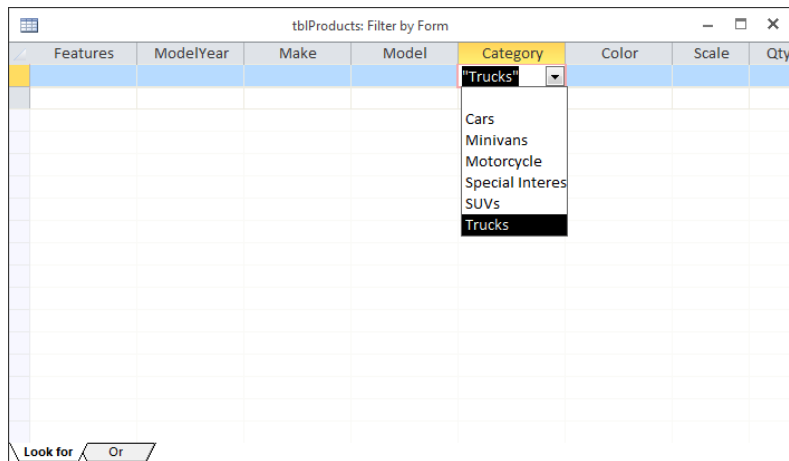 tblProducts: Filter by Form
Features ModelYear Make Model Category Color Scale Qty
"Trucks"
Cars
Minivans
Motorcycle
Special Interes
SUVs
Trucks
Look for Or